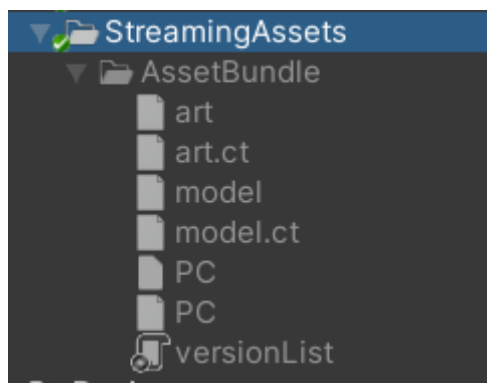 StreamingAssets
AssetBundle
art
art.ct
model
model.ct
PC
PC
versionList